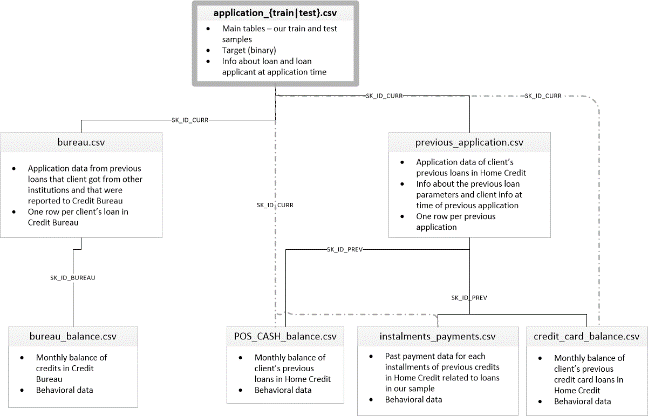 application_{train|test}.csv
• Main tables – our train and test
samples
• Target (binary)
• Info about loan and loan
applicant at application time
SK_ID_CURR
SK_ID_CURR
SK_ID_CURR
bureau.csv
• Application data from previous
loans that client got from other
institutions and that were
reported to Credit Bureau
• One row per client's loan in
Credit Bureau
previous_application.csv
• Application data of client's
previous loans in Home Credit
• Info about the previous loan
parameters and client info at
time of previous application
• One row per previous
application
SK_ID_CURR
SK_ID_PREV
SK_ID_BUREAU
SK_ID_PREV
bureau_balance.csv
• Monthly balance of
credits in Credit
Bureau
• Behavioral data
POS_CASH_balance.csv
• Monthly balance of
client's previous
loans in Home Credit
• Behavioral data
instalments_payments.csv
• Past payment data for each
installments of previous credits
in Home Credit related to loans
in our sample
• Behavioral data
credit_card_balance.csv
• Monthly balance of
client's previous
credit card loans in
Home Credit
• Behavioral data